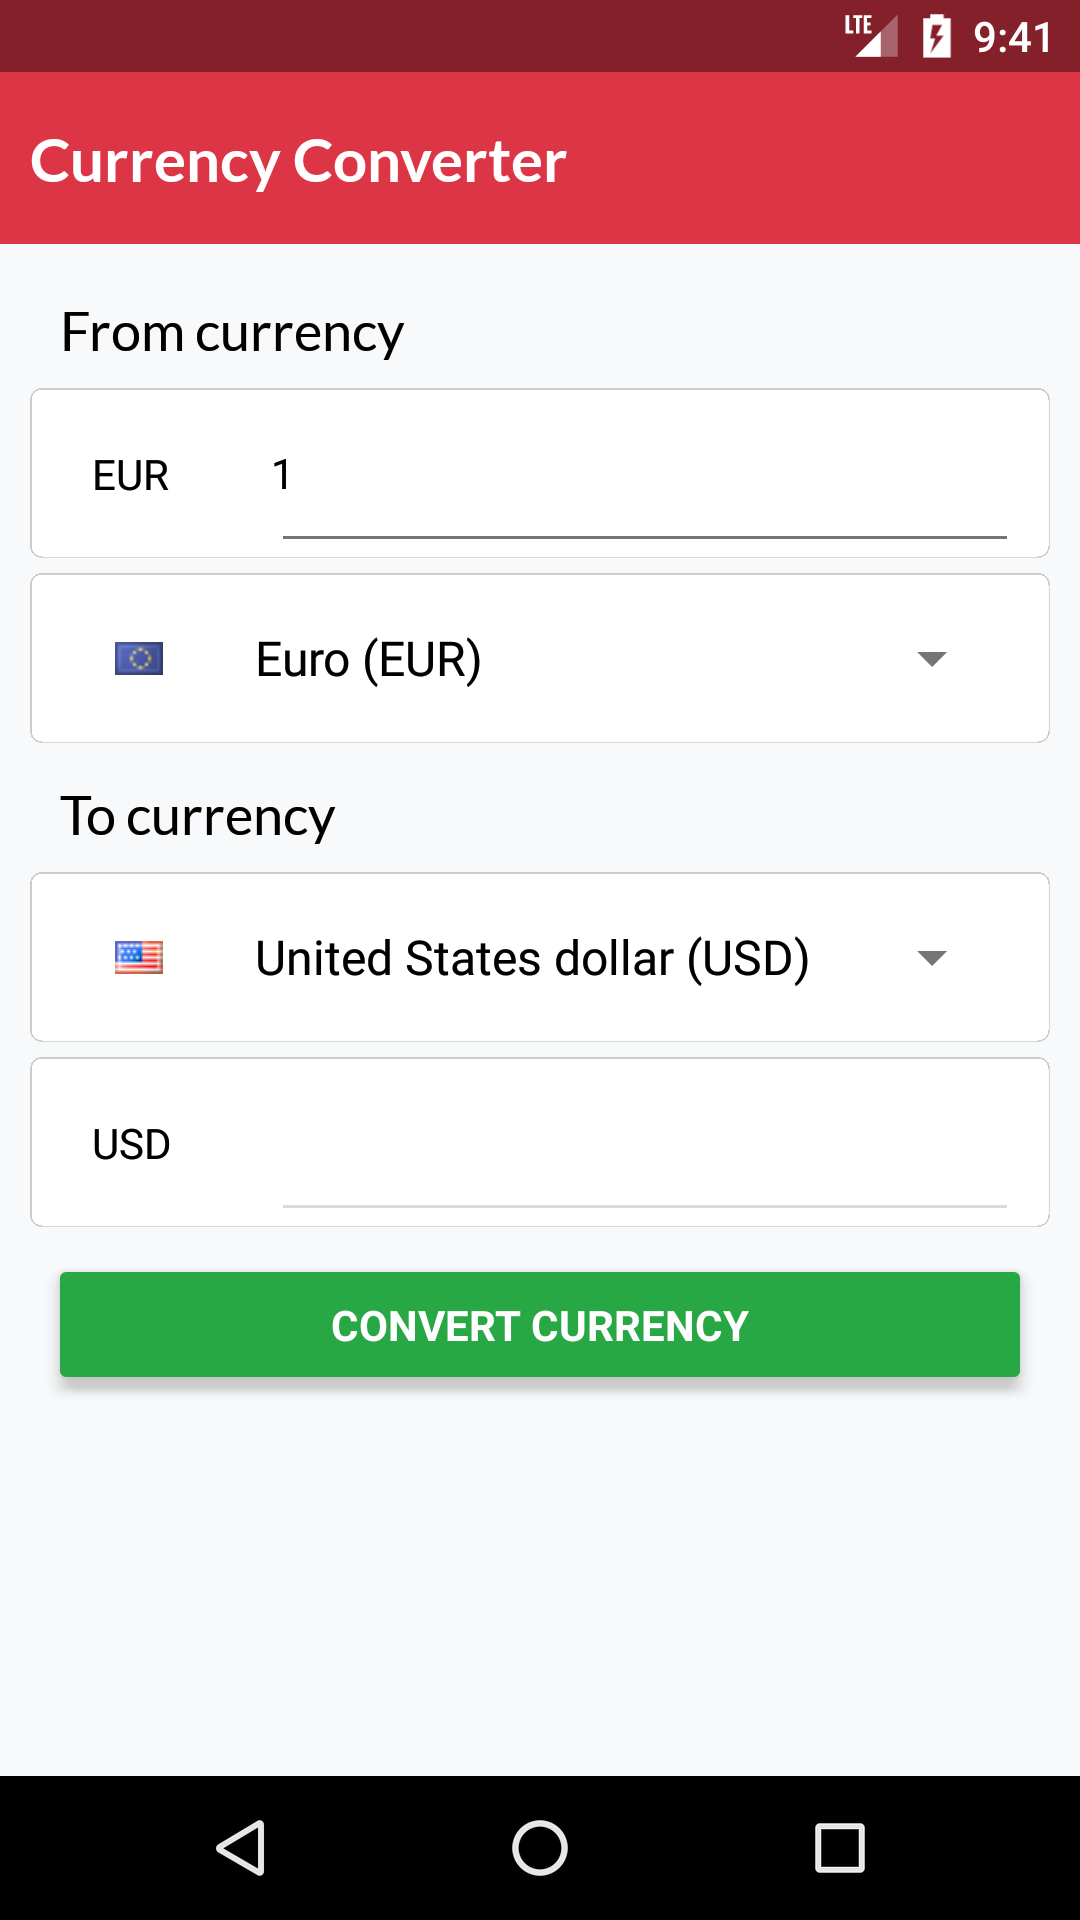 LTE 9:41
Currency Converter
From currency
EUR 1
Euro (EUR)
To currency
United States dollar (USD)
USD
CONVERT CURRENCY